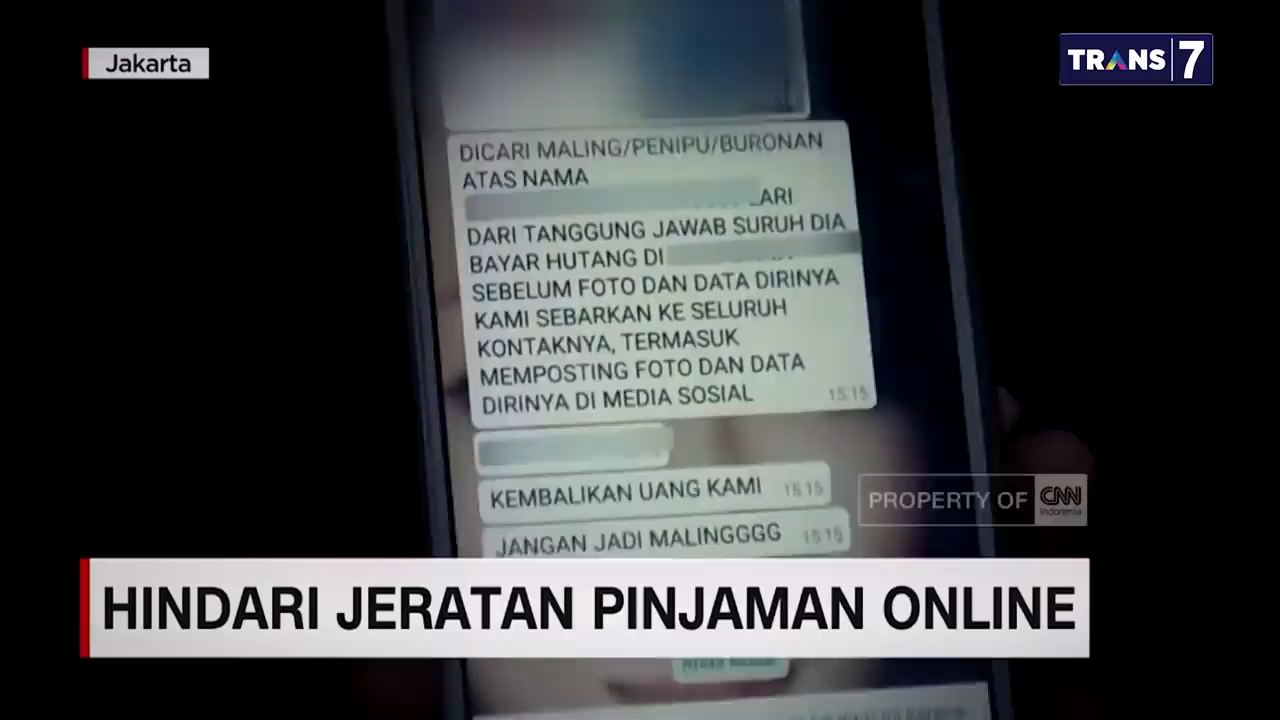 Jakarta
TRANS 7
DICARI MALING/PENIPU/BURONAN
ATAS NAMA
DARI TANGGUNG JAWAB SURUH DIA
BAYAR HUTANG DI
SEBELUM FOTO DAN DATA DIRINYA
KAMI SEBARKAN KE SELURUH
KONTAKNYA, TERMASUK
MEMPOSTING FOTO DAN DATA
DIRINYA DI MEDIA SOSIAL 15.15
KEMBALIKAN UANG KAMI 15.15
PROPERTY OF CNN Indonesia
JANGAN JADI MALINGGGG 15.15
HINDARI JERATAN PINJAMAN ONLINE